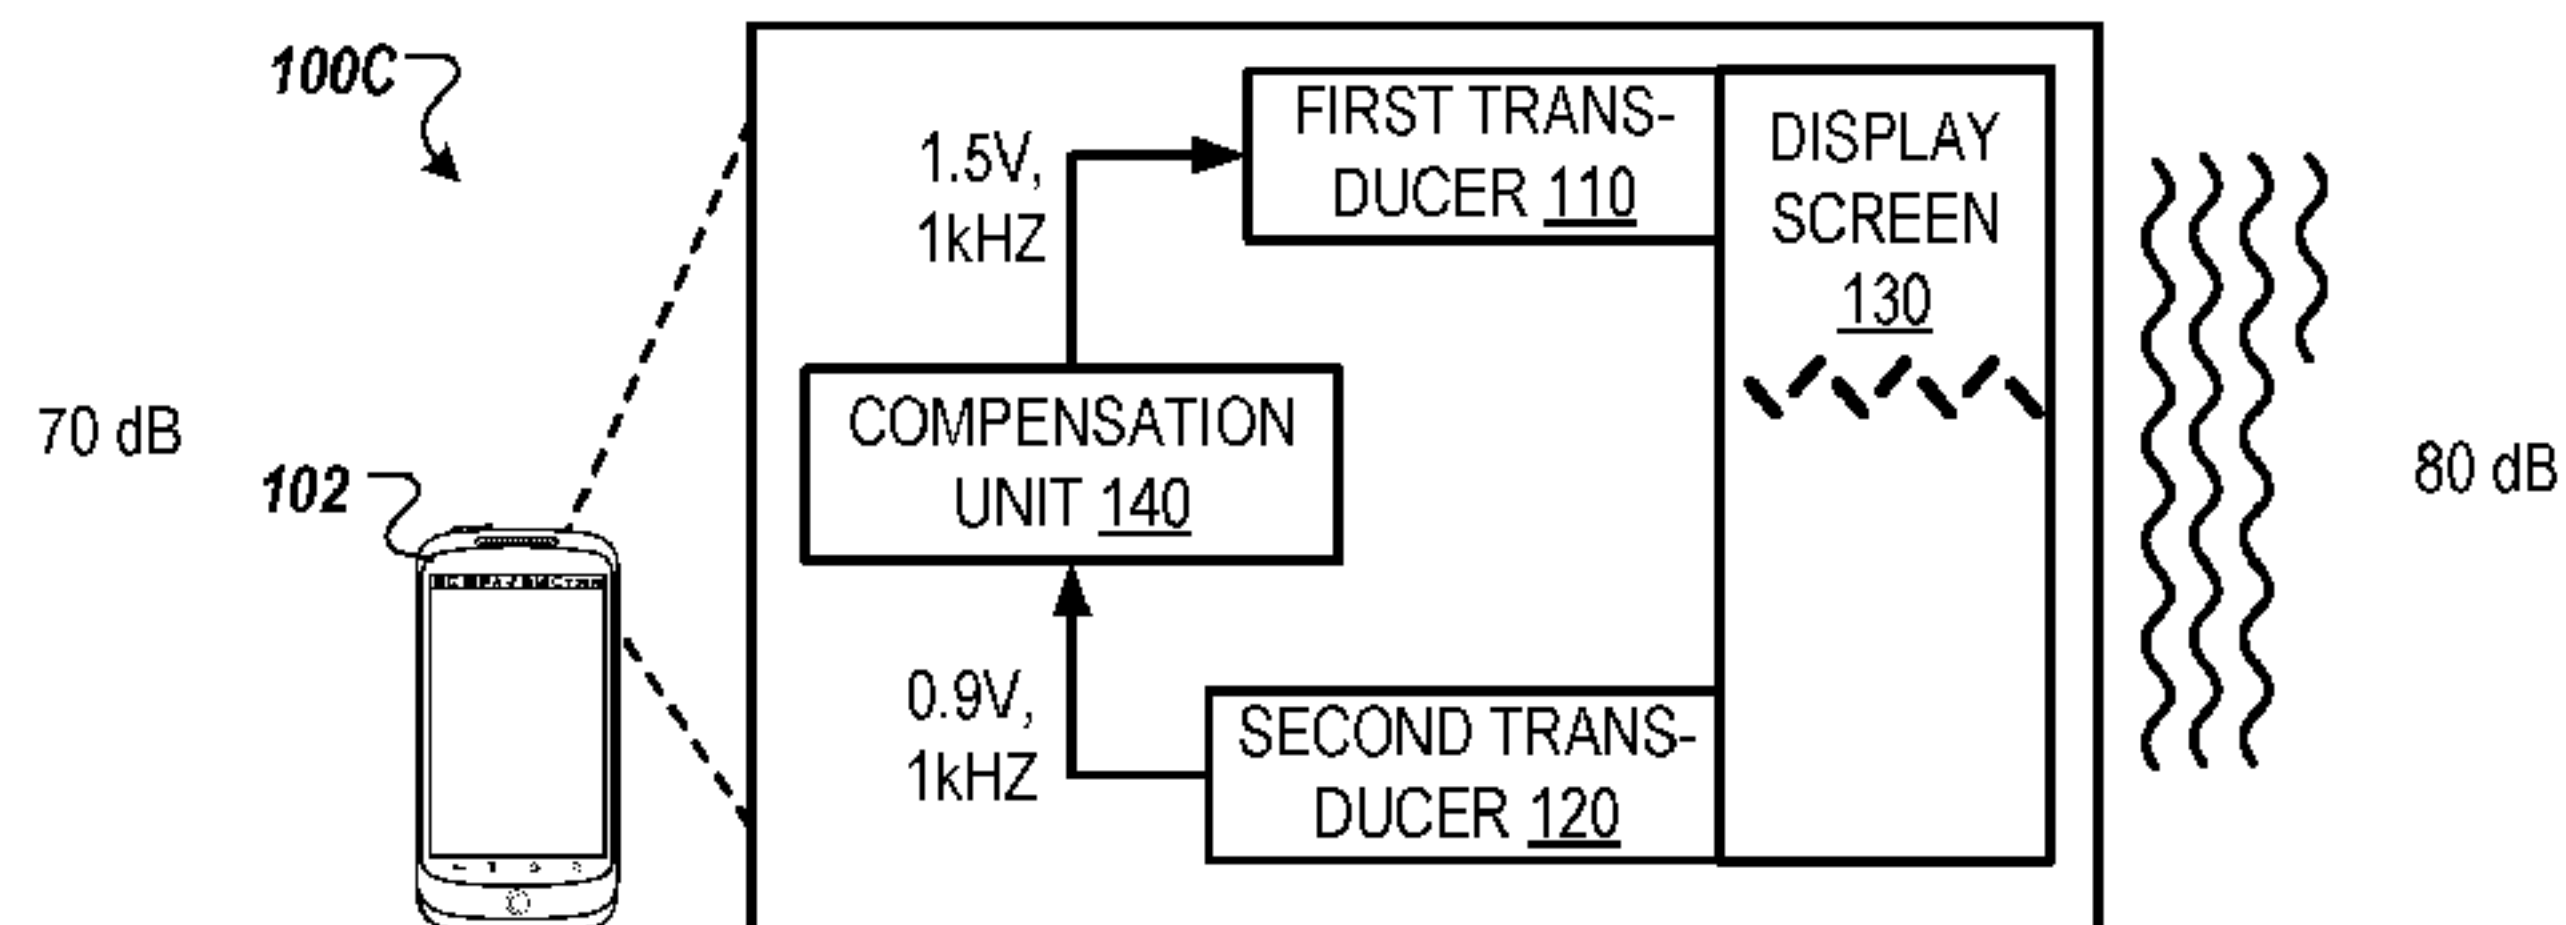 100C
1.5V,
1kHZ
FIRST TRANS-
DUCER 110
DISPLAY
SCREEN
130
70 dB
102
COMPENSATION
UNIT 140
80 dB
0.9V,
1kHZ
SECOND TRANS-
DUCER 120